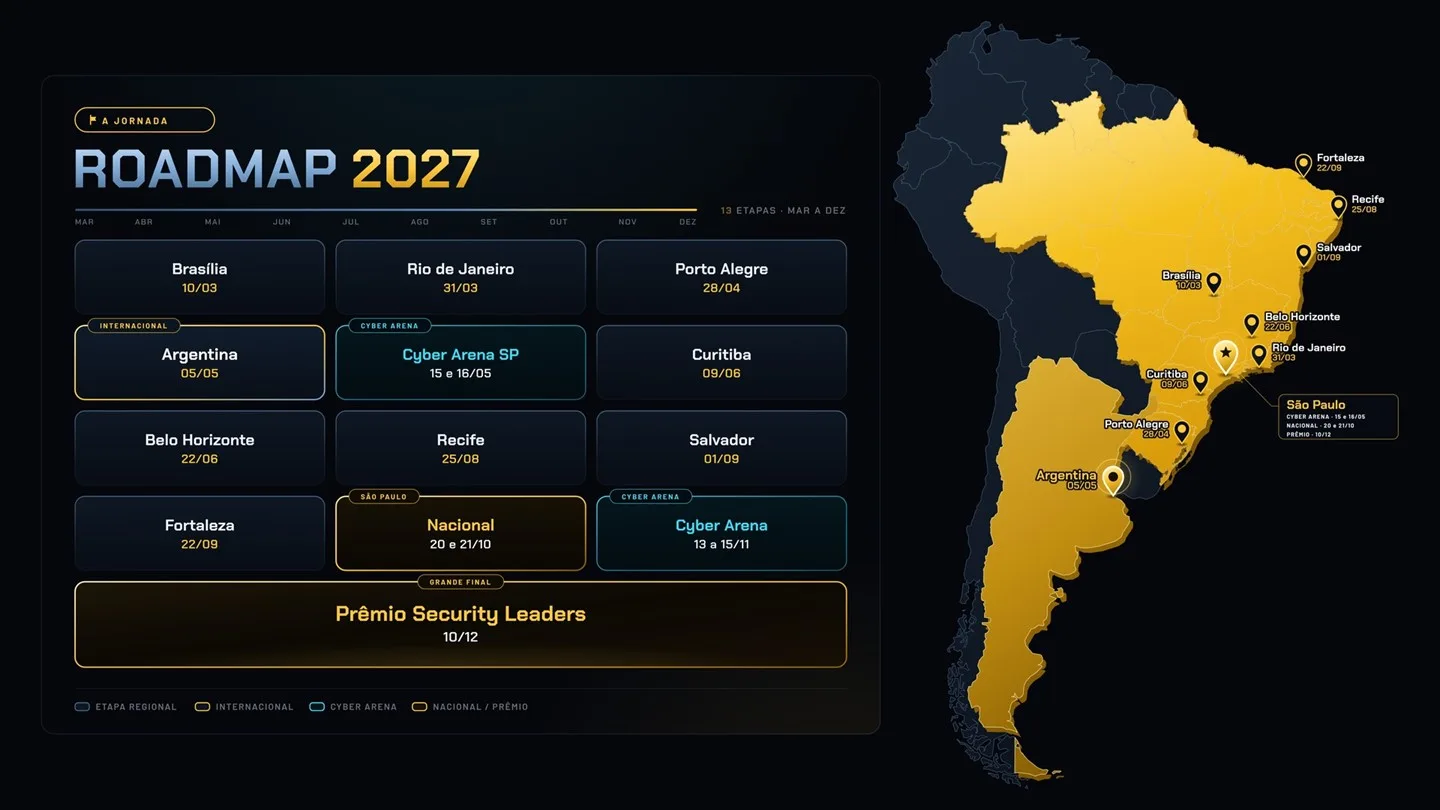 A JORNADA
ROADMAP 2027
13 ETAPAS · MAR A DEZ
MAR ABR MAI JUN JUL AGO SET OUT NOV DEZ
Brasília
10/03
Rio de Janeiro
31/03
Porto Alegre
28/04
INTERNACIONAL
Argentina
05/05
CYBER ARENA
Cyber Arena SP
15 e 16/05
Curitiba
09/06
Belo Horizonte
22/06
Recife
25/08
Salvador
01/09
Fortaleza
22/09
SÃO PAULO
Nacional
20 e 21/10
CYBER ARENA
Cyber Arena
13 a 15/11
GRANDE FINAL
Prêmio Security Leaders
10/12
ETAPA REGIONAL
INTERNACIONAL
CYBER ARENA
NACIONAL / PRÊMIO
Fortaleza
22/09
Recife
25/08
Salvador
01/09
Brasília
10/03
Belo Horizonte
22/06
Rio de Janeiro
31/03
Curitiba
09/06
São Paulo
CYBER ARENA · 15 e 16/05
NACIONAL · 20 e 21/10
PRÊMIO · 10/12
Porto Alegre
28/04
Argentina
05/05